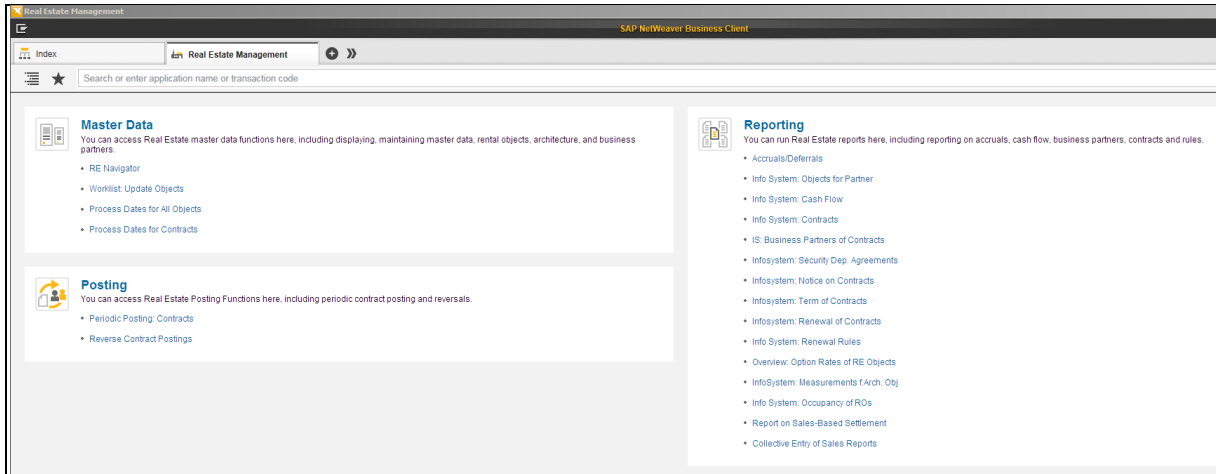 Real Estate Management
SAP NetWeaver Business Client
Index
Real Estate Management
Search or enter application name or transaction code
Master Data
You can access Real Estate master data functions here, including displaying, maintaining master data, rental objects, architecture, and business
partners.
• RE Navigator
• Worklist: Update Objects
• Process Dates for All Objects
• Process Dates for Contracts
Posting
You can access Real Estate Posting Functions here, including periodic contract posting and reversals.
• Periodic Posting: Contracts
• Reverse Contract Postings
Reporting
You can run Real Estate reports here, including reporting on accruals, cash flow, business partners, contracts and rules.
• Accruals/Deferrals
• Info System: Objects for Partner
• Info System: Cash Flow
• Info System: Contracts
• IS: Business Partners of Contracts
• Infosystem: Security Dep. Agreements
• Infosystem: Notice on Contracts
• Infosystem: Term of Contracts
• Infosystem: Renewal of Contracts
• Info System: Renewal Rules
• Overview: Option Rates of RE Objects
• InfoSystem: Measurements f.Arch. Obj
• Info System: Occupancy of ROs
• Report on Sales-Based Settlement
• Collective Entry of Sales Reports